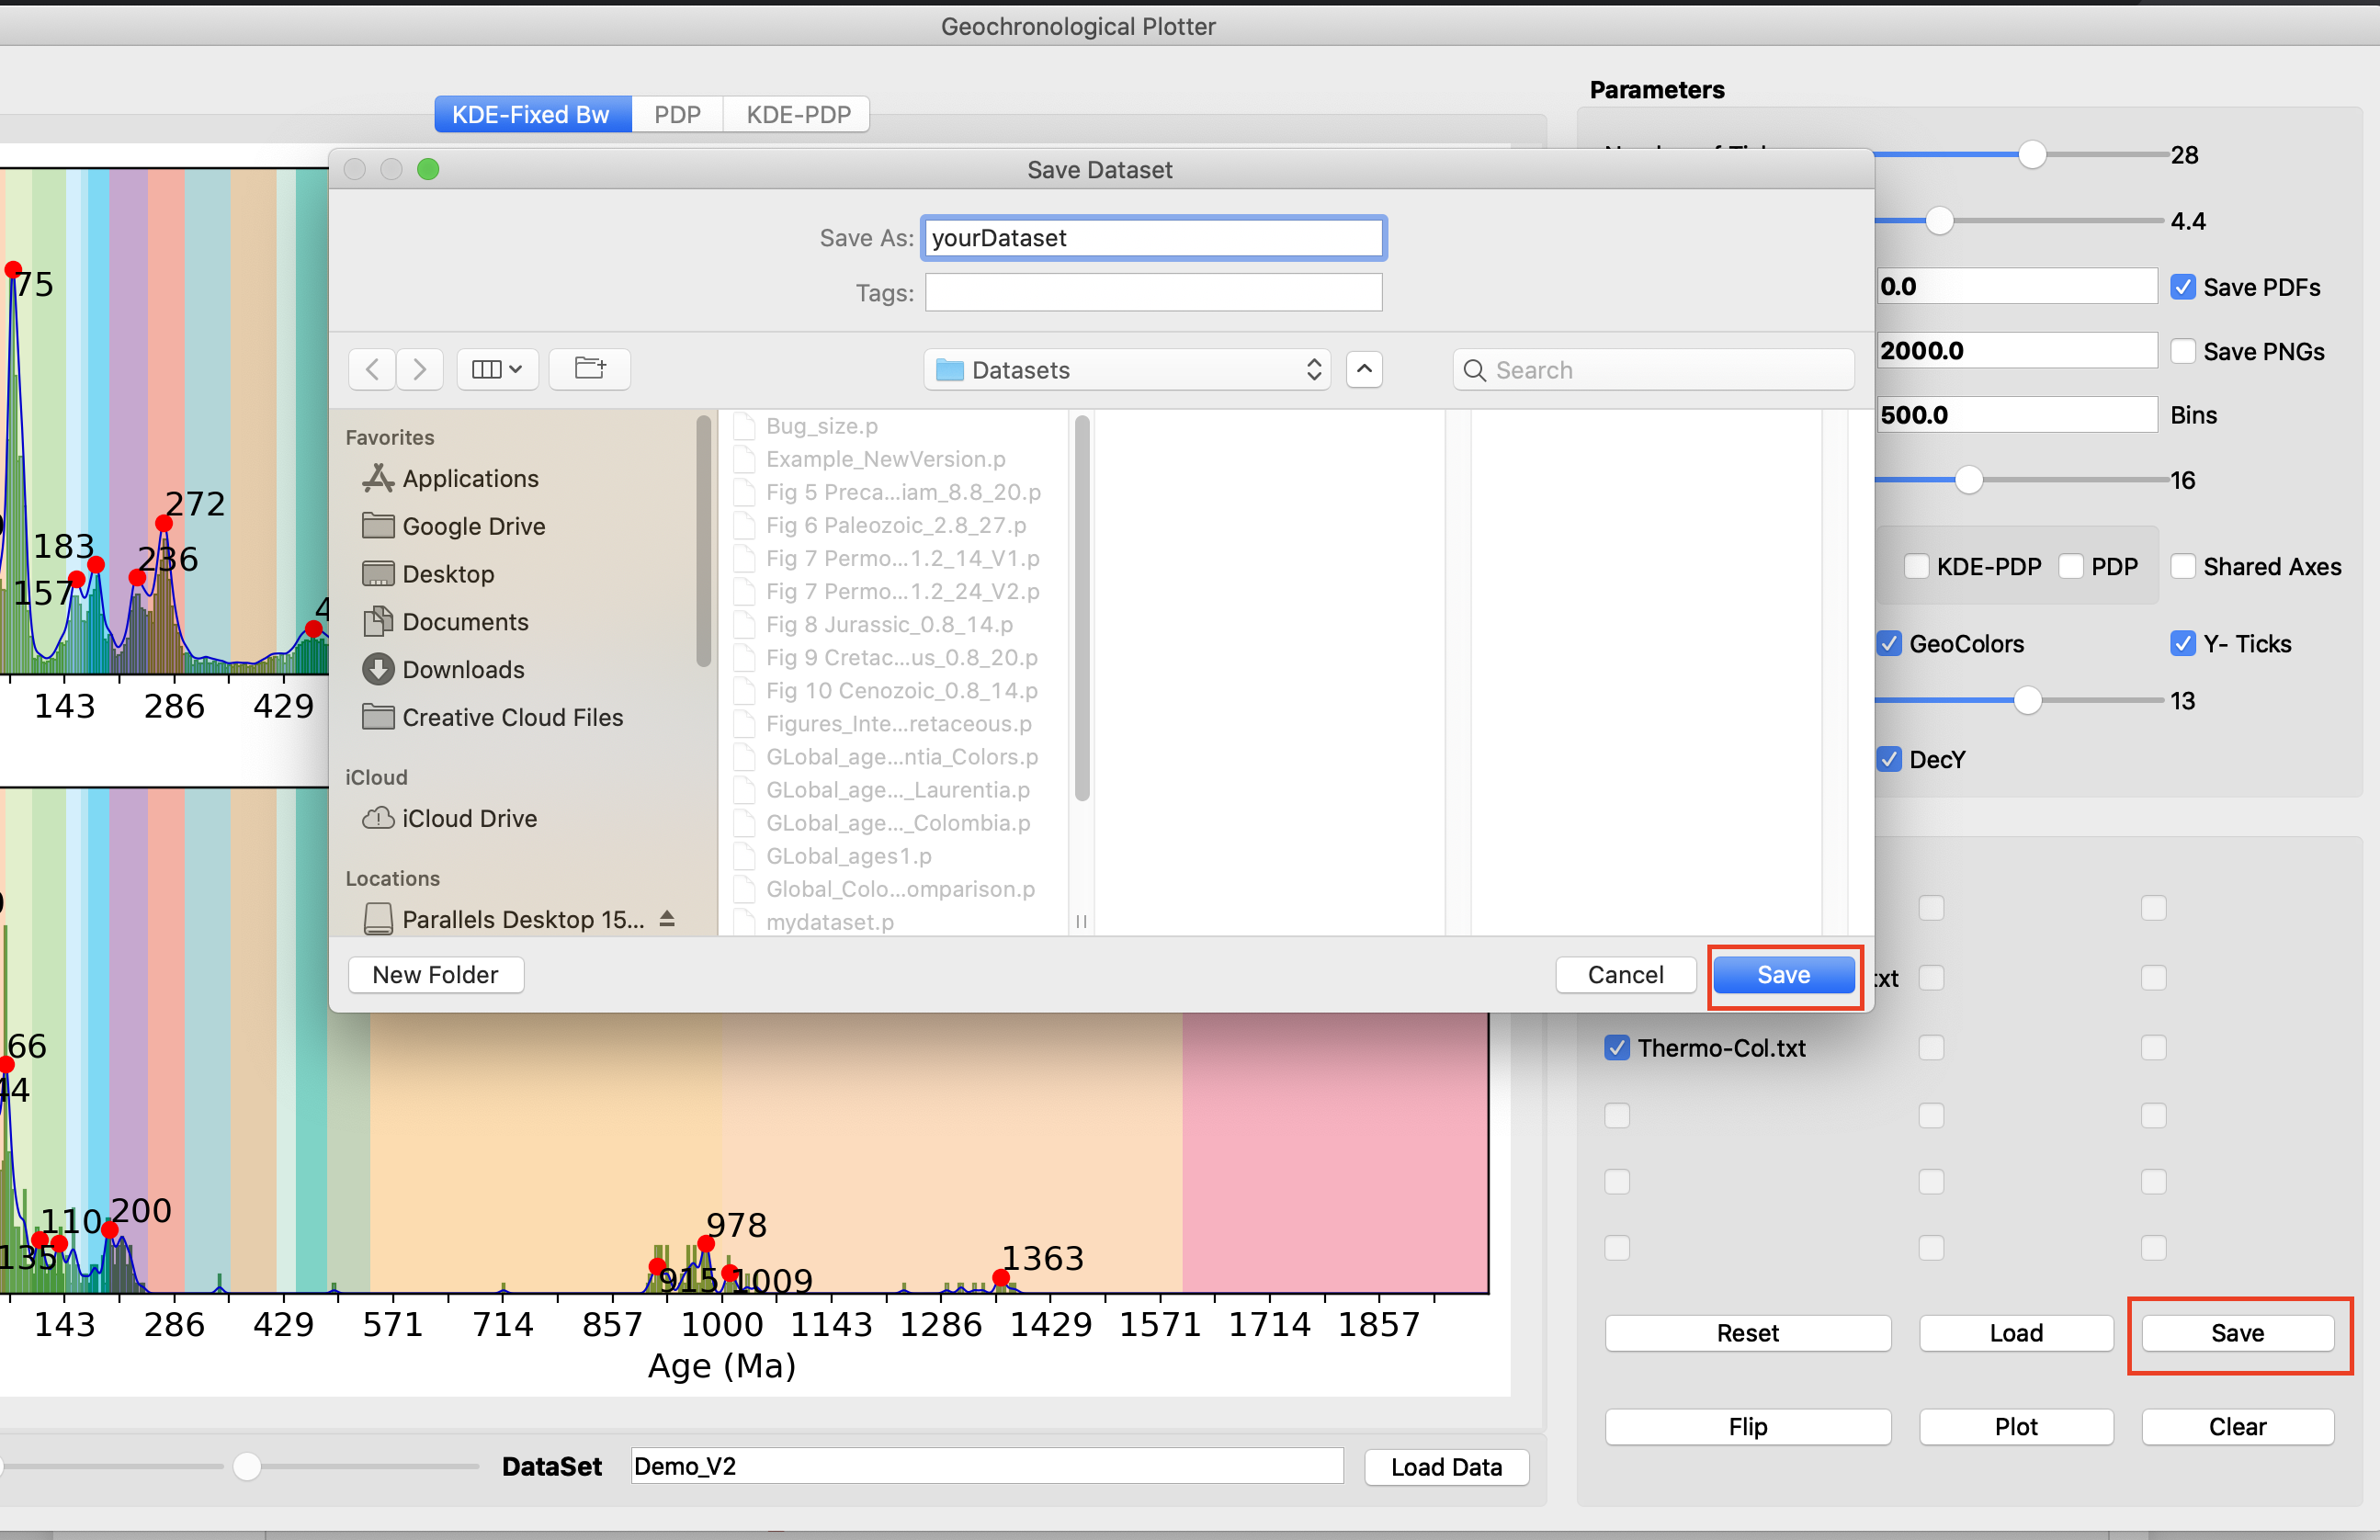 Geochronological Plotter
KDE-Fixed Bw PDP KDE-PDP
Parameters
28
4.4
0.0
Save PDFs
2000.0
Save PNGs
500.0
Bins
16
KDE-PDP PDP Shared Axes
GeoColors Y- Ticks
13
DecY
Save Dataset
Save As: yourDataset
Tags:
Datasets
Search
Favorites
Applications
Google Drive
Desktop
Documents
Downloads
Creative Cloud Files
iCloud
iCloud Drive
Locations
Parallels Desktop 15...
Bug_size.p
Example_NewVersion.p
Fig 5 Preca...iam_8.8_20.p
Fig 6 Paleozoic_2.8_27.p
Fig 7 Permo...1.2_14_V1.p
Fig 7 Permo...1.2_24_V2.p
Fig 8 Jurassic_0.8_14.p
Fig 9 Cretac...us_0.8_20.p
Fig 10 Cenozoic_0.8_14.p
Figures_Inte...retaceous.p
GLobal_age...ntia_Colors.p
GLobal_age..._Laurentia.p
GLobal_age..._Colombia.p
GLobal_ages1.p
Global_Colo...omparison.p
mydataset.p
New Folder
Cancel
Save
75
272
183
236
157
4
143 286 429
66
44
110
200
135
978
915
1009
1363
143 286 429 571 714 857 1000 1143 1286 1429 1571 1714 1857
Age (Ma)
xt
Thermo-Col.txt
Reset Load Save
Flip Plot Clear
DataSet Demo_V2 Load Data